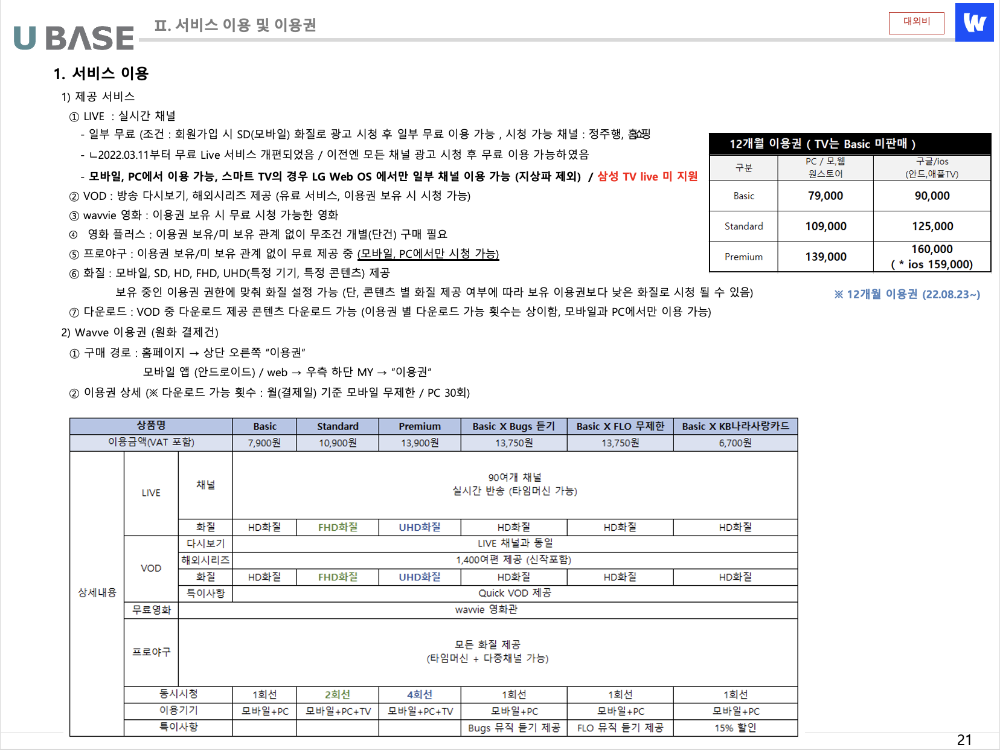 U BASE
Ⅱ. 서비스 이용 및 이용권
대외비
W
1. 서비스 이용
1) 제공 서비스
① LIVE : 실시간 채널
- 일부 무료 (조건 : 회원가입 시 SD(모바일) 화질로 광고 시청 후 일부 무료 이용 가능 , 시청 가능 채널 : 정주행, 홈쇼핑
- ㄴ2022.03.11부터 무료 Live 서비스 개편되었음 / 이전엔 모든 채널 광고 시청 후 무료 이용 가능하였음
- 모바일, PC에서 이용 가능, 스마트 TV의 경우 LG Web OS 에서만 일부 채널 이용 가능 (지상파 제외) / 삼성 TV live 미 지원
② VOD : 방송 다시보기, 해외시리즈 제공 (유료 서비스, 이용권 보유 시 시청 가능)
③ wavvie 영화 : 이용권 보유 시 무료 시청 가능한 영화
④ 영화 플러스 : 이용권 보유/미 보유 관계 없이 무조건 개별(단건) 구매 필요
⑤ 프로야구 : 이용권 보유/미 보유 관계 없이 무료 제공 중 (모바일, PC에서만 시청 가능)
⑥ 화질 : 모바일, SD, HD, FHD, UHD(특정 기기, 특정 콘텐츠) 제공
보유 중인 이용권 권한에 맞춰 화질 설정 가능 (단, 콘텐츠 별 화질 제공 여부에 따라 보유 이용권보다 낮은 화질로 시청 될 수 있음)
⑦ 다운로드 : VOD 중 다운로드 제공 콘텐츠 다운로드 가능 (이용권 별 다운로드 가능 횟수는 상이함, 모바일과 PC에서만 이용 가능)
12개월 이용권 ( TV는 Basic 미판매 )
구분 PC / 모,웹 원스토어 구글/ios (안드,애플TV)
Basic 79,000 90,000
Standard 109,000 125,000
Premium 139,000 160,000 ( * ios 159,000)
※ 12개월 이용권 (22.08.23~)
2) Wavve 이용권 (원화 결제건)
① 구매 경로 : 홈페이지 → 상단 오른쪽 “이용권“
모바일 앱 (안드로이드) / web → 우측 하단 MY → “이용권“
② 이용권 상세 (※ 다운로드 가능 횟수 : 월(결제일) 기준 모바일 무제한 / PC 30회)
상품명 Basic Standard Premium Basic X Bugs 듣기 Basic X FLO 무제한 Basic X KB나라사랑카드
이용금액(VAT 포함) 7,900원 10,900원 13,900원 13,750원 13,750원 6,700원
상세내용
LIVE
채널
90여개 채널
실시간 반송 (타임머신 가능)
화질 HD화질 FHD화질 UHD화질 HD화질 HD화질 HD화질
VOD
다시보기 LIVE 채널과 동일
해외시리즈 1,400여편 제공 (신작포함)
화질 HD화질 FHD화질 UHD화질 HD화질 HD화질 HD화질
특이사항 Quick VOD 제공
무료영화 wavvie 영화관
프로야구
모든 화질 제공
(타임머신 + 다중채널 가능)
동시시청 1회선 2회선 4회선 1회선 1회선 1회선
이용기기 모바일+PC 모바일+PC+TV 모바일+PC+TV 모바일+PC 모바일+PC 모바일+PC
특이사항 Bugs 뮤직 듣기 제공 FLO 뮤직 듣기 제공 15% 할인
21